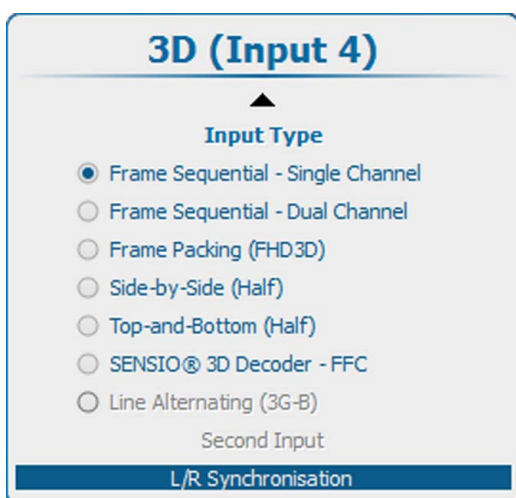 3D (Input 4)
Input Type
Frame Sequential - Single Channel
Frame Sequential - Dual Channel
Frame Packing (FHD3D)
Side-by-Side (Half)
Top-and-Bottom (Half)
SENSIO® 3D Decoder - FFC
Line Alternating (3G-B)
Second Input
L/R Synchronisation